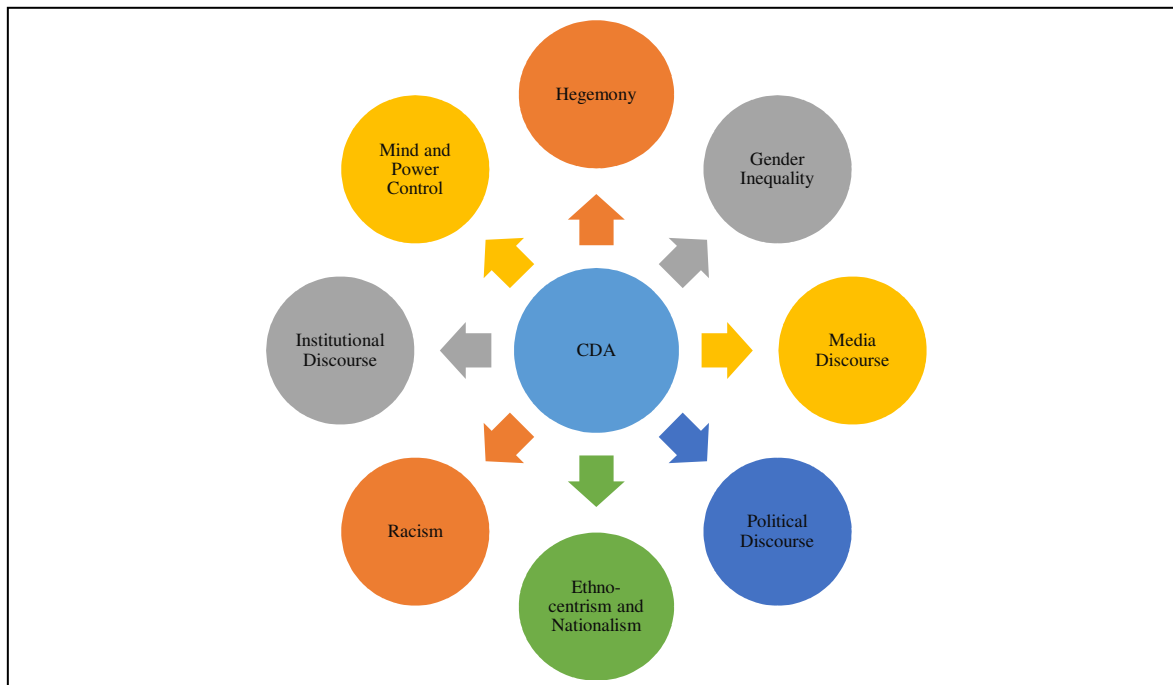 Hegemony
Gender
Inequality
Media
Discourse
Political
Discourse
Ethno-
centrism and
Nationalism
Racism
Institutional
Discourse
Mind and
Power
Control
CDA